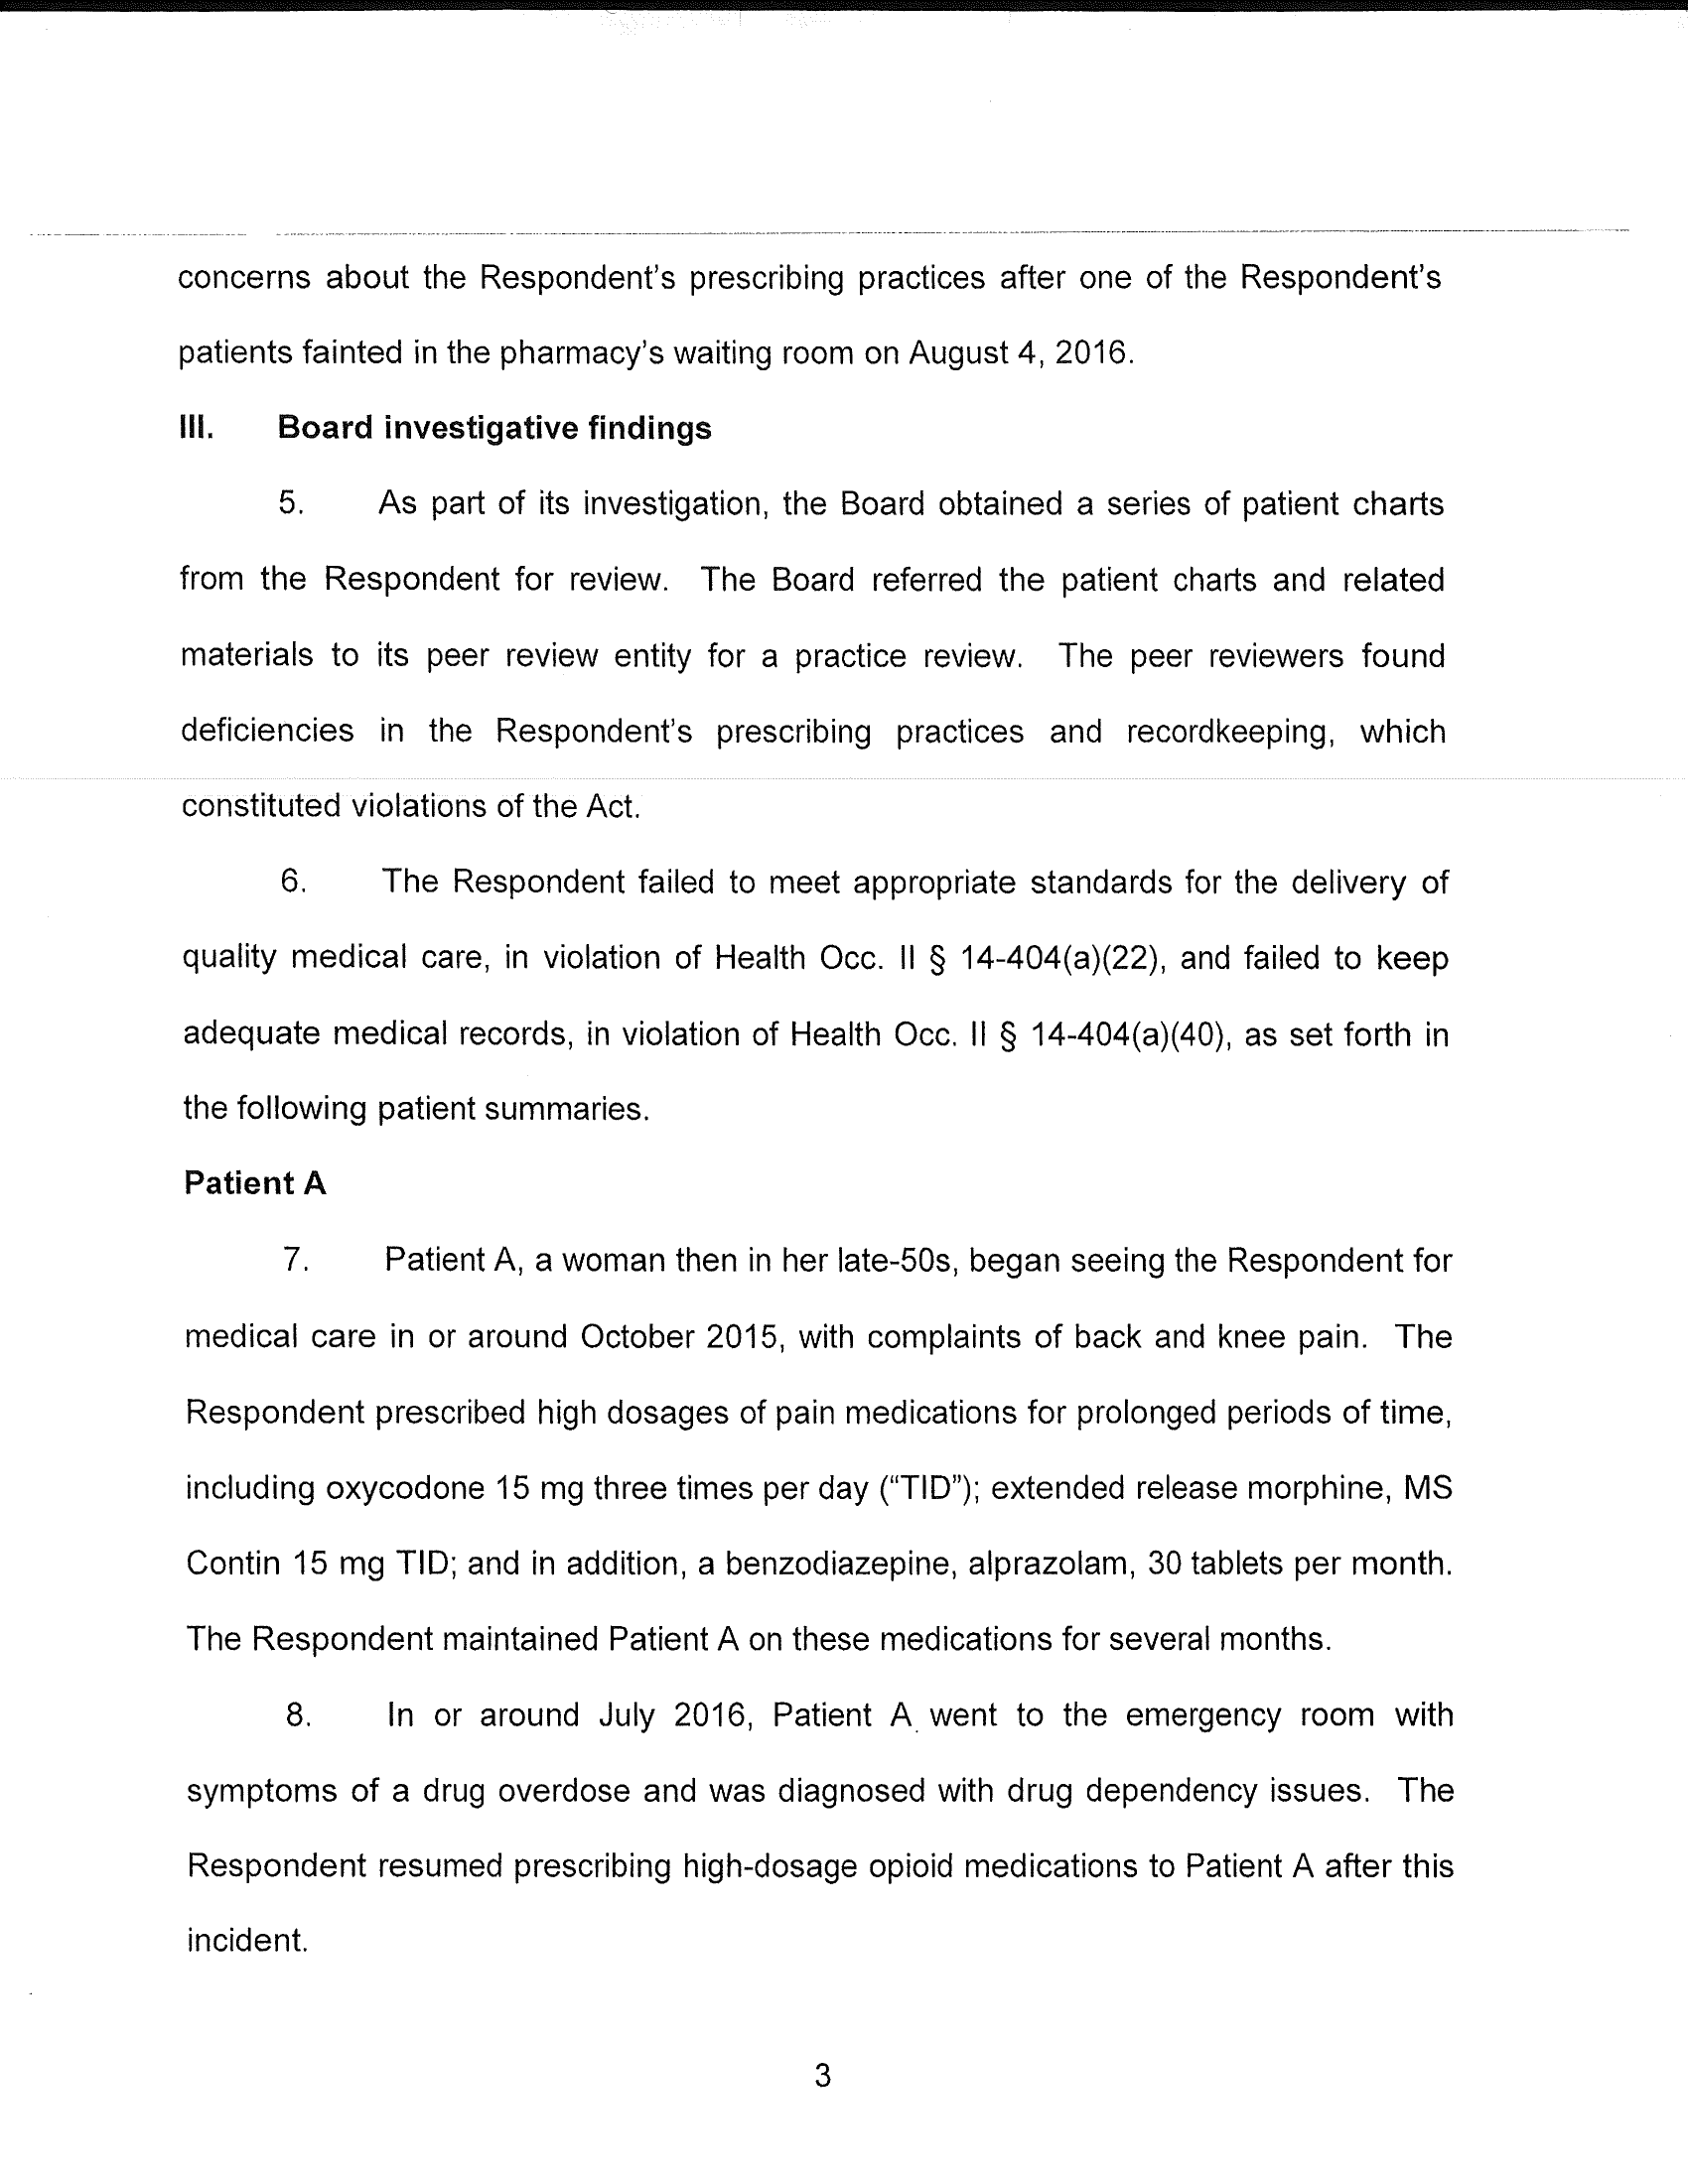 concerns about the Respondent's prescribing practices after one of the Respondent's
patients fainted in the pharmacy's waiting room on August 4, 2016.
III. Board investigative findings
5. As part of its investigation, the Board obtained a series of patient charts
from the Respondent for review. The Board referred the patient charts and related
materials to its peer review entity for a practice review. The peer reviewers found
deficiencies in the Respondent's prescribing practices and recordkeeping, which
constituted violations of the Act.
6. The Respondent failed to meet appropriate standards for the delivery of
quality medical care, in violation of Health Occ. II § 14-404(a)(22), and failed to keep
adequate medical records, in violation of Health Occ. II § 14-404(a)(40), as set forth in
the following patient summaries.
Patient A
7. Patient A, a woman then in her late-50s, began seeing the Respondent for
medical care in or around October 2015, with complaints of back and knee pain. The
Respondent prescribed high dosages of pain medications for prolonged periods of time,
including oxycodone 15 mg three times per day ("TID"); extended release morphine, MS
Contin 15 mg TID; and in addition, a benzodiazepine, alprazolam, 30 tablets per month.
The Respondent maintained Patient A on these medications for several months.
8. In or around July 2016, Patient A went to the emergency room with
symptoms of a drug overdose and was diagnosed with drug dependency issues. The
Respondent resumed prescribing high-dosage opioid medications to Patient A after this
incident.
3